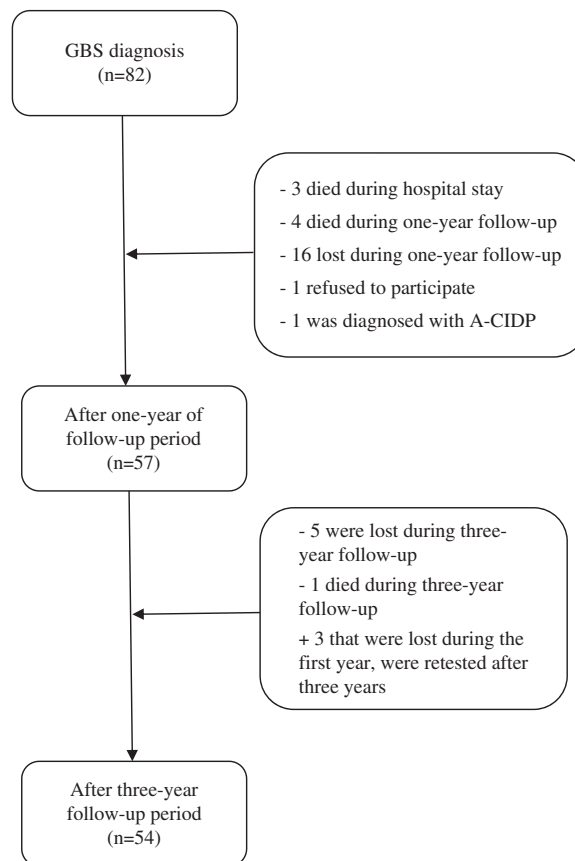 GBS diagnosis
(n=82)
- 3 died during hospital stay
- 4 died during one-year follow-up
- 16 lost during one-year follow-up
- 1 refused to participate
- 1 was diagnosed with A-CIDP
After one-year of
follow-up period
(n=57)
- 5 were lost during three-
year follow-up
- 1 died during three-year
follow-up
+ 3 that were lost during the
first year, were retested after
three years
After three-year
follow-up period
(n=54)